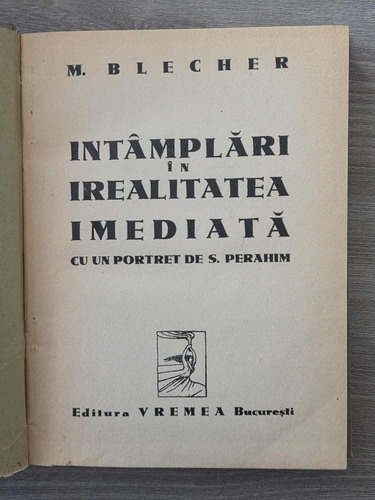 M. BLECHER
INTÂMPLĂRI
ÎN
IREALITATEA
IMEDIATĂ
CU UN PORTRET DE S. PERAHIM
Editura VREMEA București